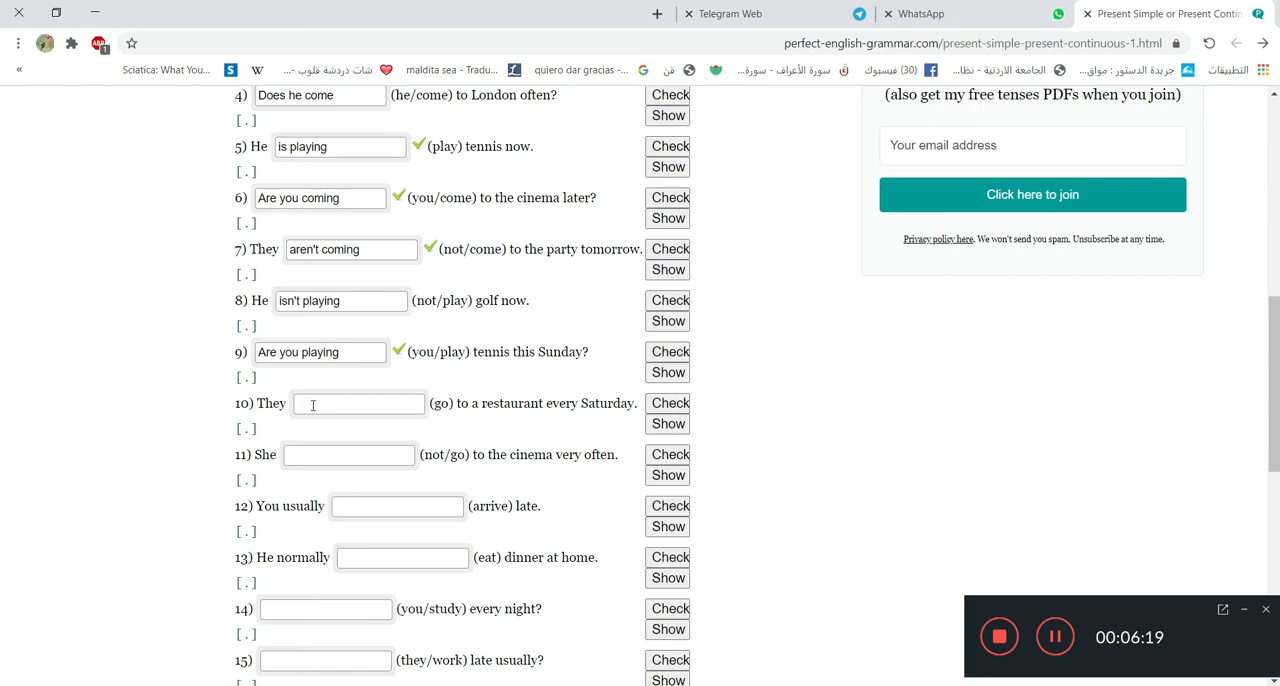 Telegram Web
WhatsApp
Present Simple or Present Contin
perfect-english-grammar.com/present-simple-present-continuous-1.html
ABP
1
Sciatica: What You...
S
W
شات دردشة قلوب -...
maldita sea - Tradu...
quiero dar gracias -...
قن
سورة الأعراف - سورة...
(30) فيسبوك
الجامعة الاردنية - نظا...
جريدة الدستور : مواق...
التطبيقات
4) Does he come (he/come) to London often? Check
[ . ] Show
5) He is playing (play) tennis now. Check
[ . ] Show
6) Are you coming (you/come) to the cinema later? Check
[ . ] Show
7) They aren't coming (not/come) to the party tomorrow. Check
[ . ] Show
8) He isn't playing (not/play) golf now. Check
[ . ] Show
9) Are you playing (you/play) tennis this Sunday? Check
[ . ] Show
10) They (go) to a restaurant every Saturday. Check
[ . ] Show
11) She (not/go) to the cinema very often. Check
[ . ] Show
12) You usually (arrive) late. Check
[ . ] Show
13) He normally (eat) dinner at home. Check
[ . ] Show
14) (you/study) every night? Check
[ . ] Show
15) (they/work) late usually? Check
Show
(also get my free tenses PDFs when you join)
Your email address
Click here to join
Privacy policy here. We won't send you spam. Unsubscribe at any time.
00:06:19